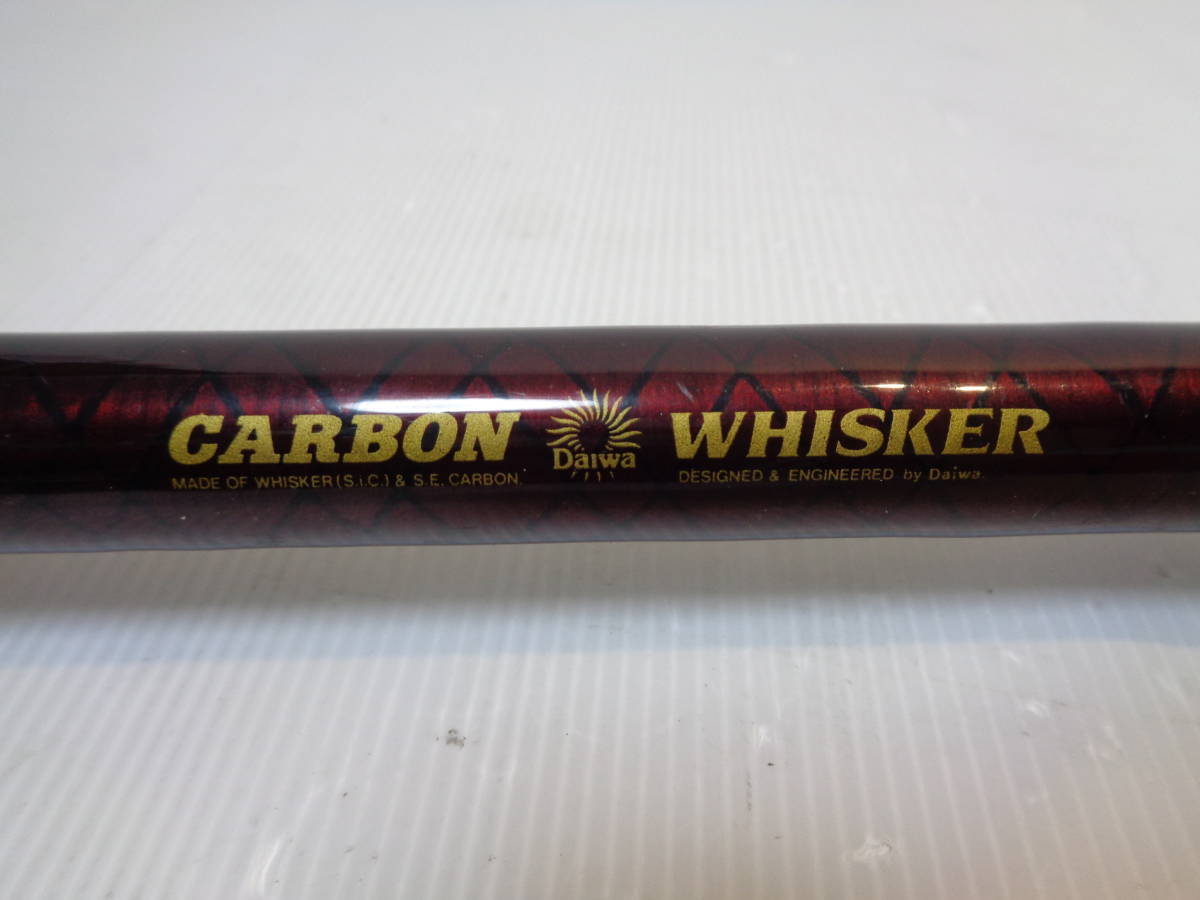 CARBON Daiwa WHISKER
MADE OF WHISKER(S.i.C.) & S.E. CARBON.
DESIGNED & ENGINEERED by Daiwa.